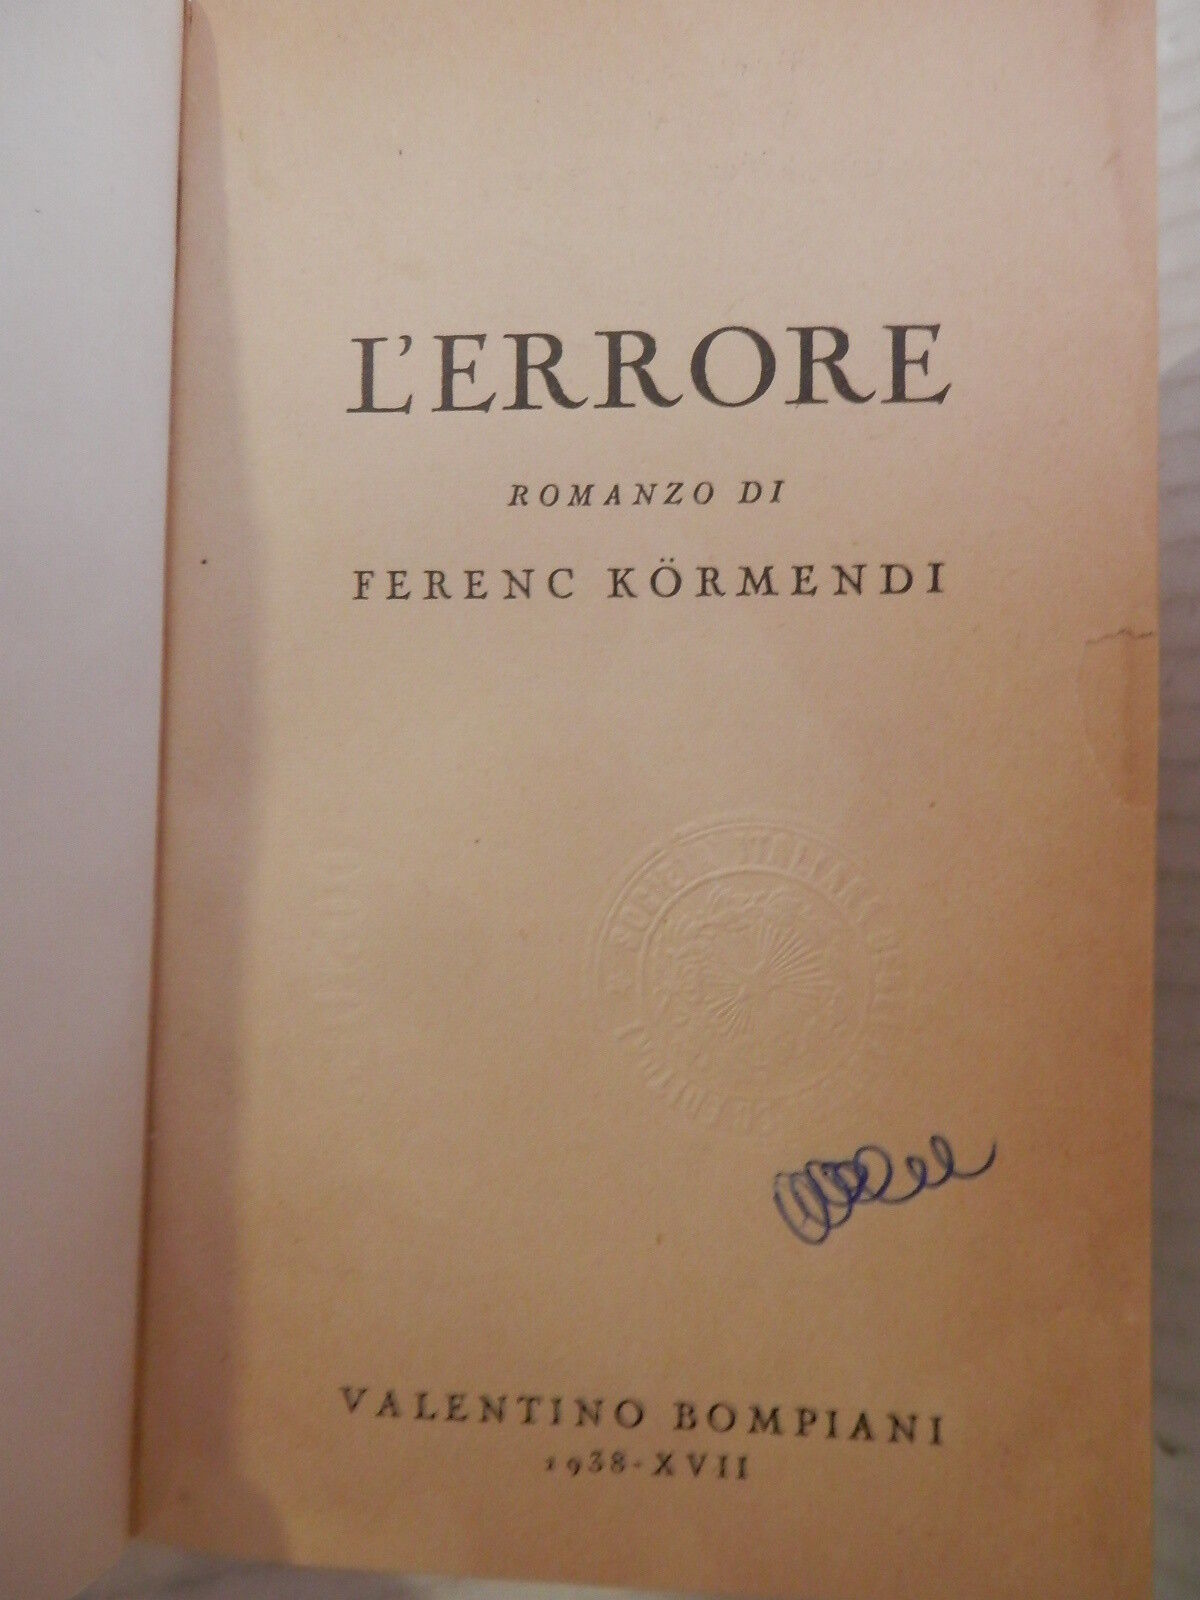 L'ERRORE
ROMANZO DI
FERENC KÖRMENDI
VALENTINO BOMPIANI
1938-XVII